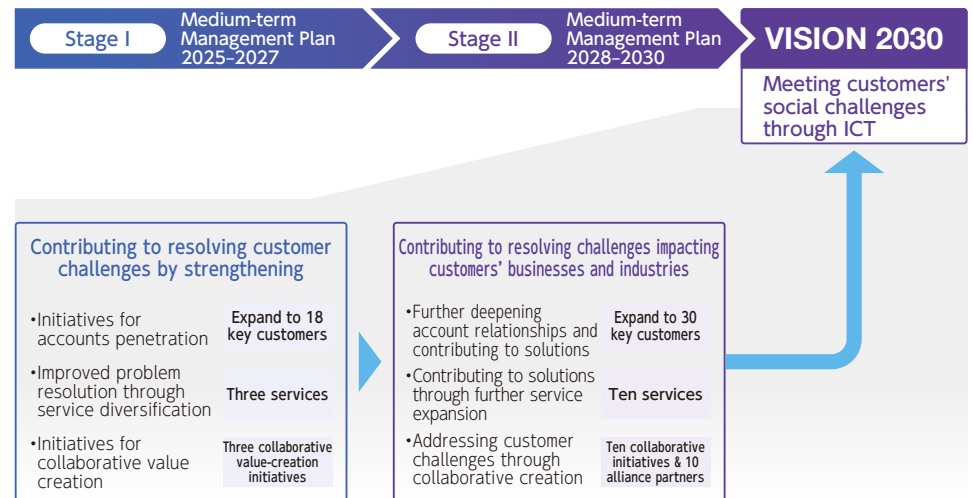 Stage I
Medium-term
Management Plan
2025–2027
Stage II
Medium-term
Management Plan
2028–2030
VISION 2030
Meeting customers'
social challenges
through ICT
Contributing to resolving customer
challenges by strengthening
•Initiatives for
accounts penetration
Expand to 18
key customers
•Improved problem
resolution through
service diversification
Three services
•Initiatives for
collaborative value
creation
Three collaborative
value-creation
initiatives
Contributing to resolving challenges impacting
customers’ businesses and industries
•Further deepening
account relationships and
contributing to solutions
Expand to 30
key customers
•Contributing to solutions
through further service
expansion
Ten services
•Addressing customer
challenges through
collaborative creation
Ten collaborative
initiatives & 10
alliance partners